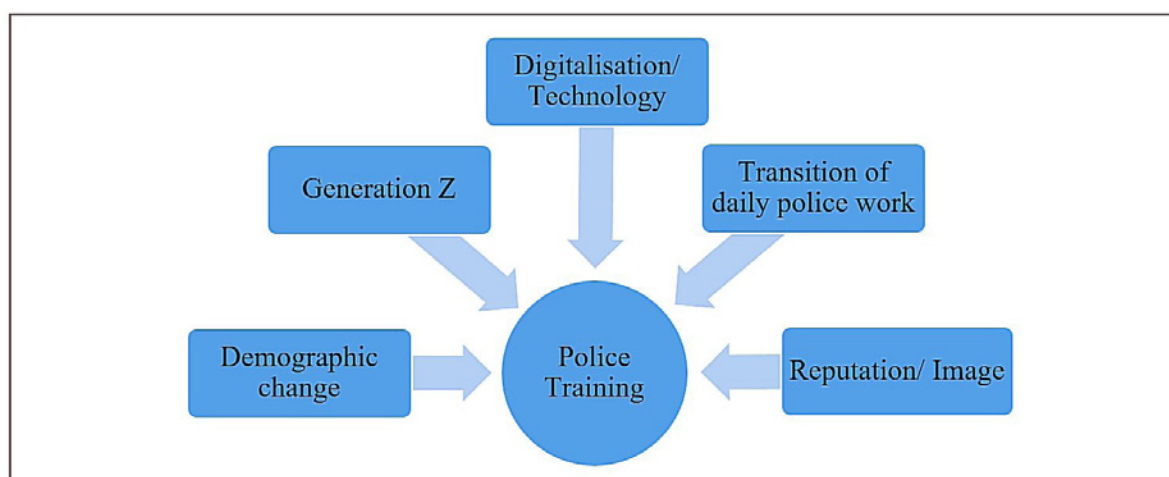 Digitalisation/
Technology
Generation Z
Transition of
daily police work
Demographic
change
Police
Training
Reputation/ Image